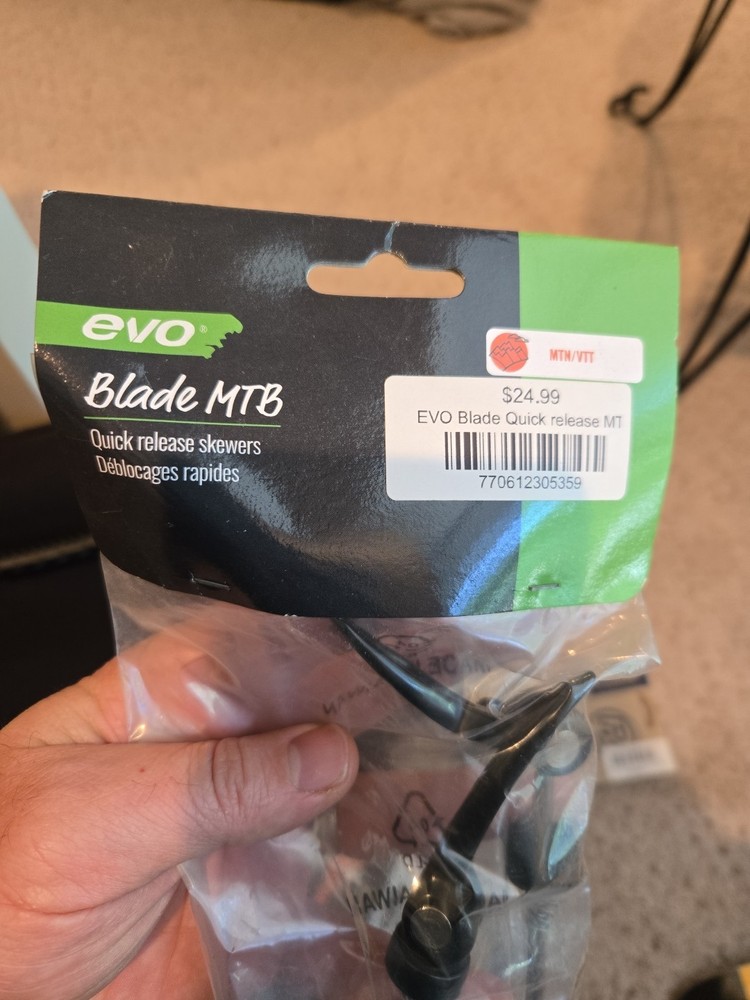 evo®
Blade MTB
Quick release skewers
Déblocages rapides
MTN/VTT
$24.99
EVO Blade Quick release MT
770612305359